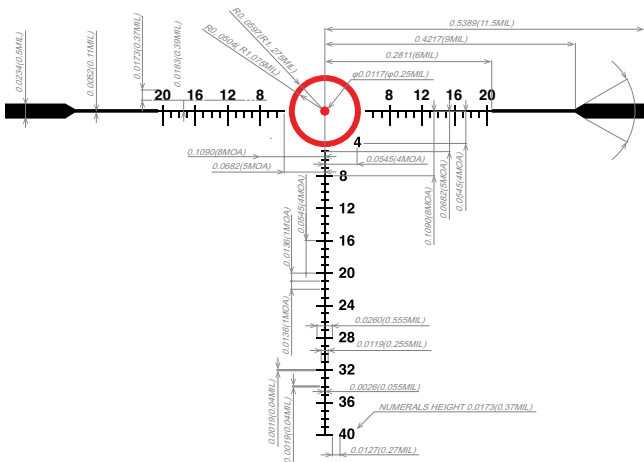 0.5389(11.5MIL)
0.4217(9MIL)
0.2811(6MIL)
φ0.0117(φ0.25MIL)
R0.0597(R1.275MIL)
R0.0504(R1.075MIL)
0.0234(0.5MIL)
0.0052(0.11MIL)
0.0173(0.37MIL)
0.0183(0.39MIL)
20 16 12 8
8 12 16 20
4
8
12
16
20
24
28
32
36
40
0.1090(8MOA)
0.0682(5MOA)
0.0545(4MOA)
0.0545(4MOA)
0.0136(1MOA)
0.0136(1MOA)
0.1090(8MOA)
0.0682(5MOA)
0.0545(4MOA)
0.0260(0.555MIL)
0.0119(0.255MIL)
0.0026(0.055MIL)
0.0019(0.04MIL)
0.0019(0.04MIL)
NUMERALS HEIGHT 0.0173(0.37MIL)
0.0127(0.27MIL)